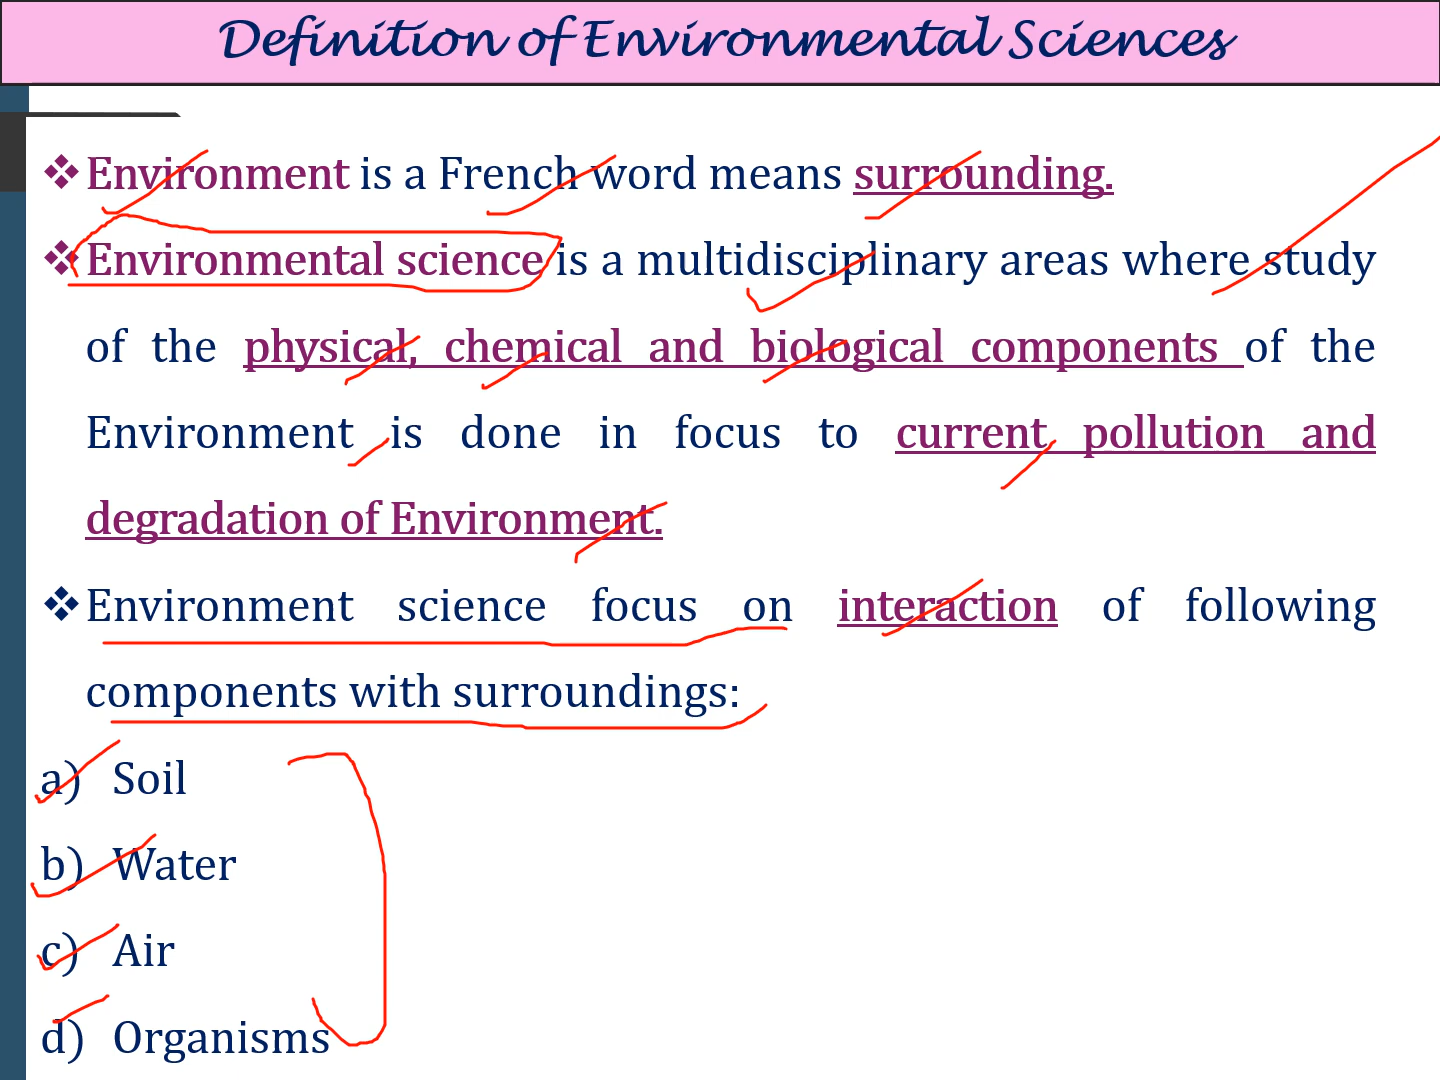 Definition of Environmental Sciences
❖Environment is a French word means surrounding.
❖Environmental science is a multidisciplinary areas where study
of the physical, chemical and biological components of the
Environment is done in focus to current pollution and
degradation of Environment.
❖Environment science focus on interaction of following
components with surroundings:
a) Soil
b) Water
c) Air
d) Organisms